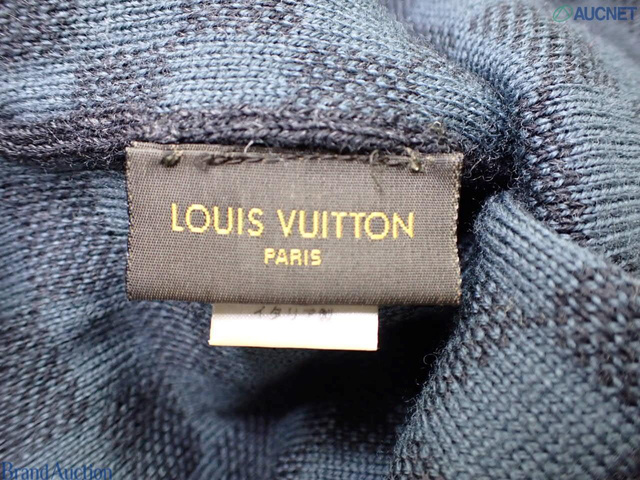 AUCNET
LOUIS VUITTON
PARIS
イタリア製
Brand Auction